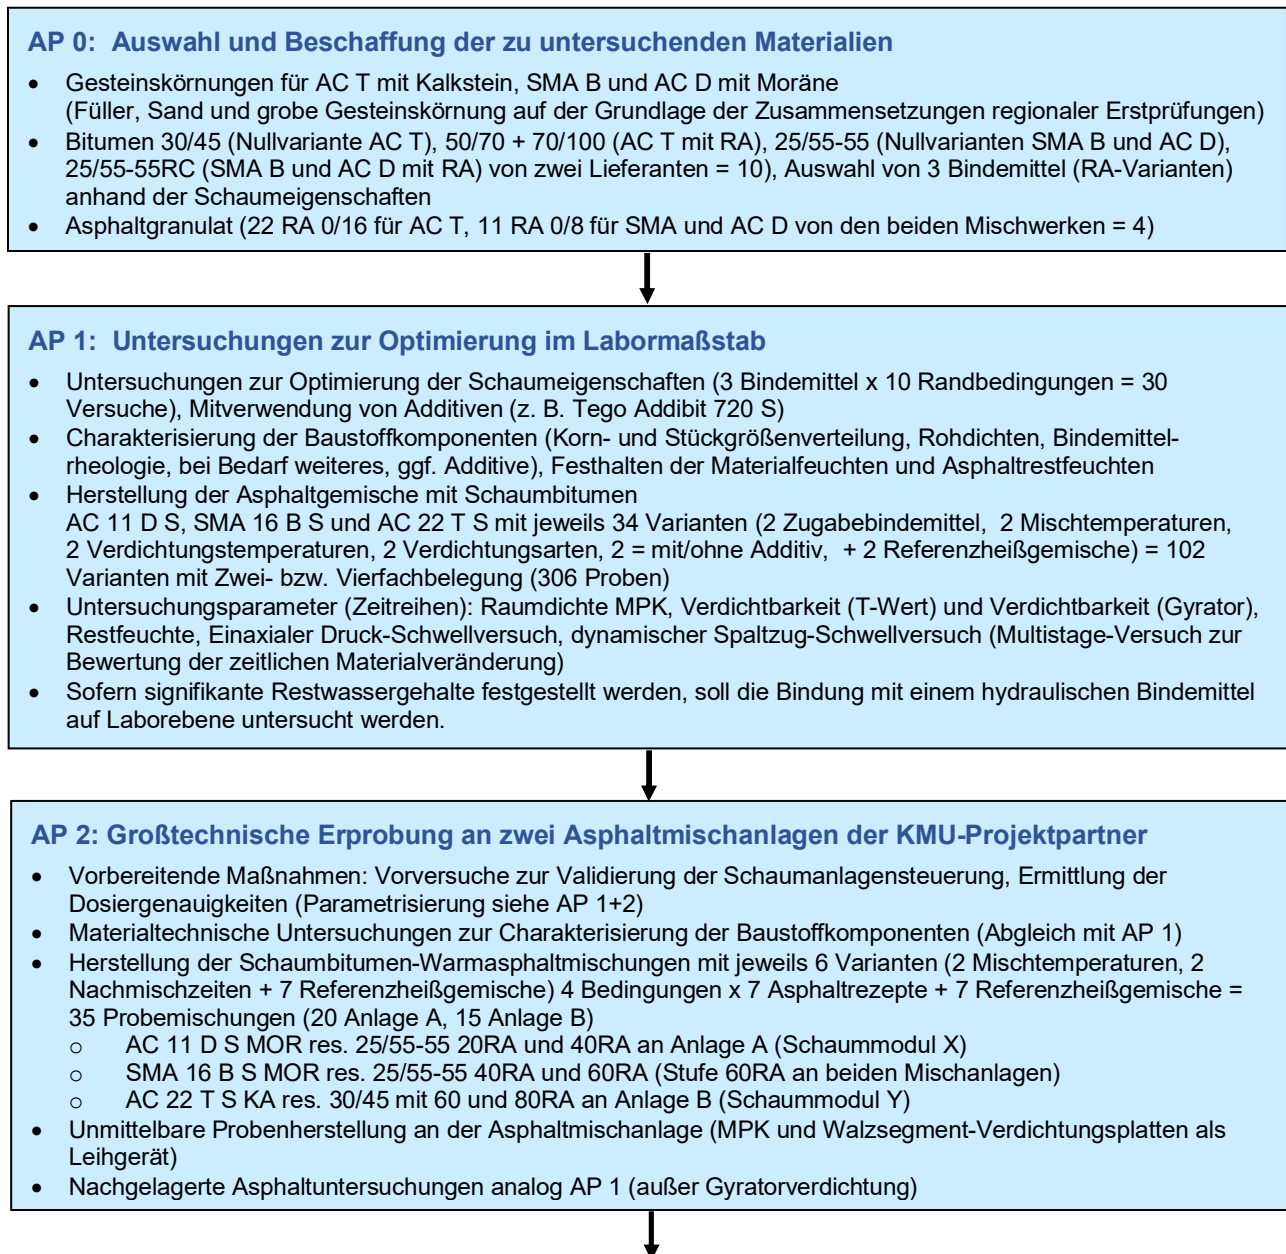 AP 0:  Auswahl und Beschaffung der zu untersuchenden Materialien
• Gesteinskörnungen für AC T mit Kalkstein, SMA B und AC D mit Moräne
(Füller, Sand und grobe Gesteinskörnung auf der Grundlage der Zusammensetzungen regionaler Erstprüfungen)
• Bitumen 30/45 (Nullvariante AC T), 50/70 + 70/100 (AC T mit RA), 25/55-55 (Nullvarianten SMA B und AC D),
25/55-55RC (SMA B und AC D mit RA) von zwei Lieferanten = 10), Auswahl von 3 Bindemittel (RA-Varianten)
anhand der Schaumeigenschaften
• Asphaltgranulat (22 RA 0/16 für AC T, 11 RA 0/8 für SMA und AC D von den beiden Mischwerken = 4)
AP 1:  Untersuchungen zur Optimierung im Labormaßstab
• Untersuchungen zur Optimierung der Schaumeigenschaften (3 Bindemittel x 10 Randbedingungen = 30
Versuche), Mitverwendung von Additiven (z. B. Tego Addibit 720 S)
• Charakterisierung der Baustoffkomponenten (Korn- und Stückgrößenverteilung, Rohdichten, Bindemittel-
rheologie, bei Bedarf weiteres, ggf. Additive), Festhalten der Materialfeuchten und Asphaltrestfeuchten
• Herstellung der Asphaltgemische mit Schaumbitumen
AC 11 D S, SMA 16 B S und AC 22 T S mit jeweils 34 Varianten (2 Zugabebindemittel,  2 Mischtemperaturen,
2 Verdichtungstemperaturen, 2 Verdichtungsarten, 2 = mit/ohne Additiv,  + 2 Referenzheißgemische) = 102
Varianten mit Zwei- bzw. Vierfachbelegung (306 Proben)
• Untersuchungsparameter (Zeitreihen): Raumdichte MPK, Verdichtbarkeit (T-Wert) und Verdichtbarkeit (Gyrator),
Restfeuchte, Einaxialer Druck-Schwellversuch, dynamischer Spaltzug-Schwellversuch (Multistage-Versuch zur
Bewertung der zeitlichen Materialveränderung)
• Sofern signifikante Restwassergehalte festgestellt werden, soll die Bindung mit einem hydraulischen Bindemittel
auf Laborebene untersucht werden.
AP 2: Großtechnische Erprobung an zwei Asphaltmischanlagen der KMU-Projektpartner
• Vorbereitende Maßnahmen: Vorversuche zur Validierung der Schaumanlagensteuerung, Ermittlung der
Dosiergenauigkeiten (Parametrisierung siehe AP 1+2)
• Materialtechnische Untersuchungen zur Charakterisierung der Baustoffkomponenten (Abgleich mit AP 1)
• Herstellung der Schaumbitumen-Warmasphaltmischungen mit jeweils 6 Varianten (2 Mischtemperaturen, 2
Nachmischzeiten + 7 Referenzheißgemische) 4 Bedingungen x 7 Asphaltrezepte + 7 Referenzheißgemische =
35 Probemischungen (20 Anlage A, 15 Anlage B)
o AC 11 D S MOR res. 25/55-55 20RA und 40RA an Anlage A (Schaummodul X)
o SMA 16 B S MOR res. 25/55-55 40RA und 60RA (Stufe 60RA an beiden Mischanlagen)
o AC 22 T S KA res. 30/45 mit 60 und 80RA an Anlage B (Schaummodul Y)
• Unmittelbare Probenherstellung an der Asphaltmischanlage (MPK und Walzsegment-Verdichtungsplatten als
Leihgerät)
• Nachgelagerte Asphaltuntersuchungen analog AP 1 (außer Gyratorverdichtung)